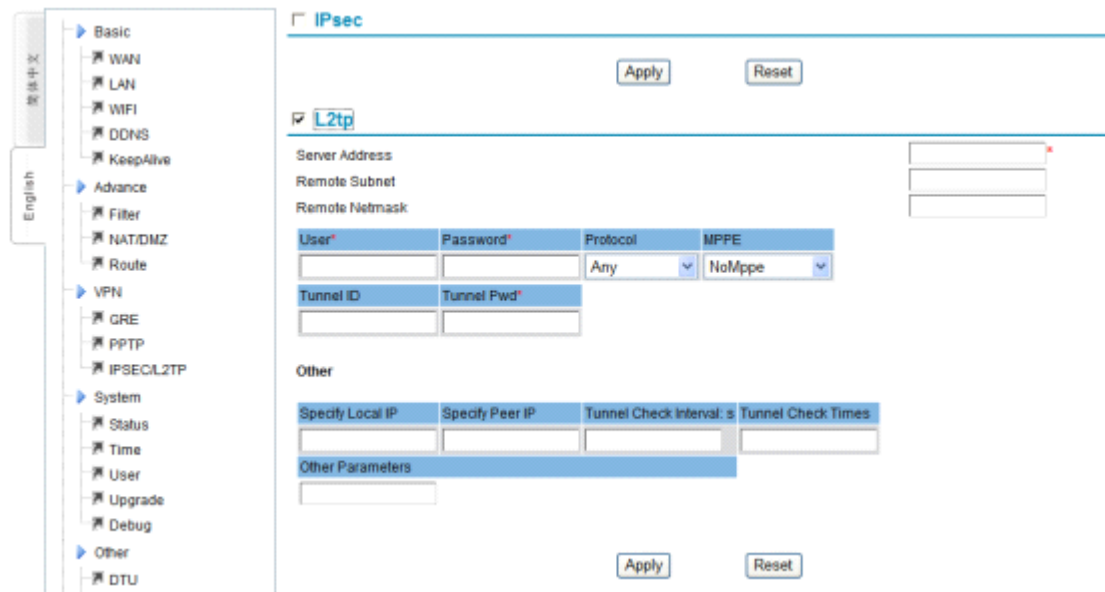 简体中文
English
Basic
WAN
LAN
WIFI
DDNS
KeepAlive
Advance
Filter
NAT/DMZ
Route
VPN
GRE
PPTP
IPSEC/L2TP
System
Status
Time
User
Upgrade
Debug
Other
DTU
IPsec
Apply Reset
L2tp
Server Address *
Remote Subnet
Remote Netmask
User* Password* Protocol MPPE
Any NoMppe
Tunnel ID Tunnel Pwd*
Other
Specify Local IP Specify Peer IP Tunnel Check Interval: s Tunnel Check Times
Other Parameters
Apply Reset